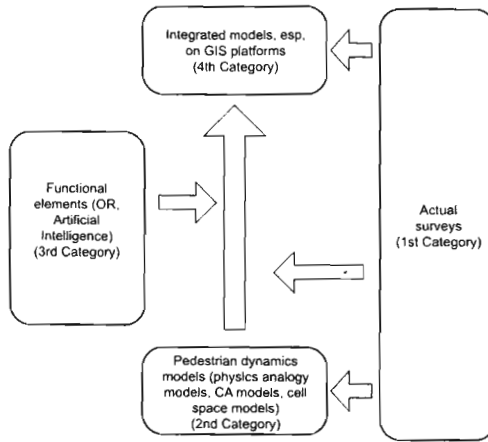 Integrated models, esp,
on GIS platforms
(4th Category)
Functional
elements (OR,
Artificial
Intelligence)
(3rd Category)
Actual
surveys
(1st Category)
Pedestrian dynamics
models (physics analogy
models, CA models, cell
space models)
(2nd Category)